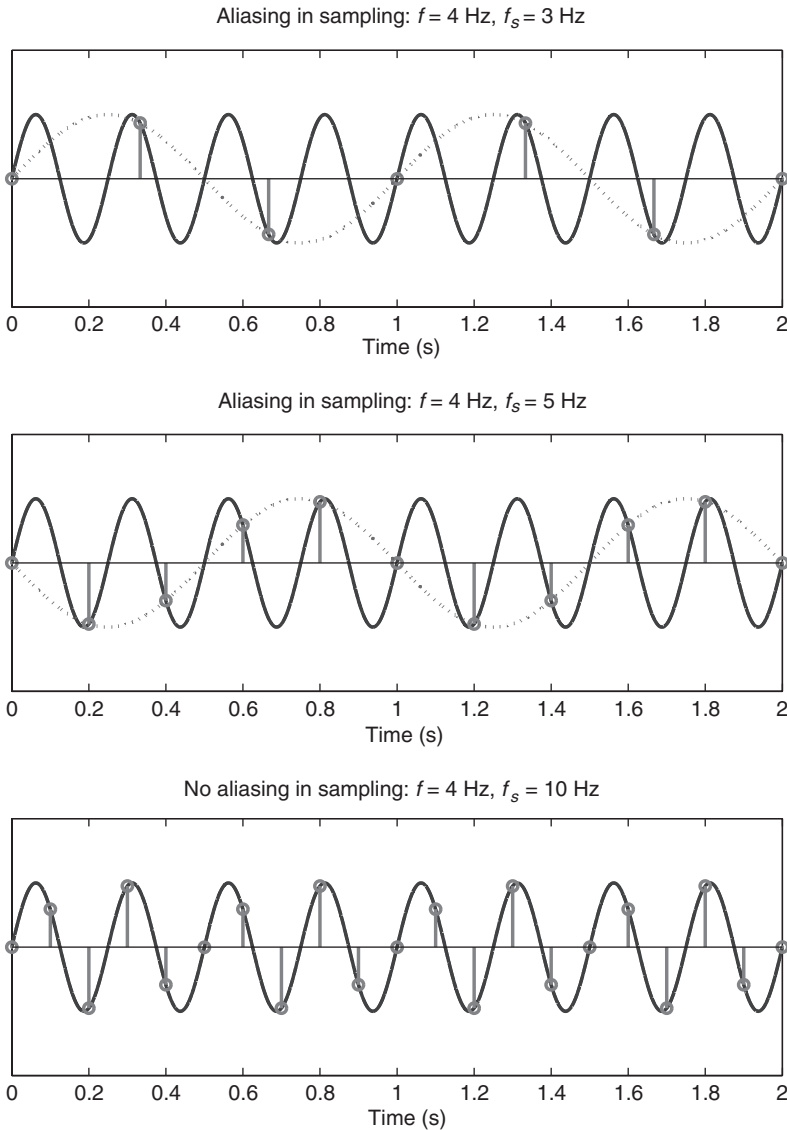 Aliasing in sampling: f = 4 Hz, fs = 3 Hz
0 0.2 0.4 0.6 0.8 1 1.2 1.4 1.6 1.8 2
Time (s)
Aliasing in sampling: f = 4 Hz, fs = 5 Hz
0 0.2 0.4 0.6 0.8 1 1.2 1.4 1.6 1.8 2
Time (s)
No aliasing in sampling: f = 4 Hz, fs = 10 Hz
0 0.2 0.4 0.6 0.8 1 1.2 1.4 1.6 1.8 2
Time (s)